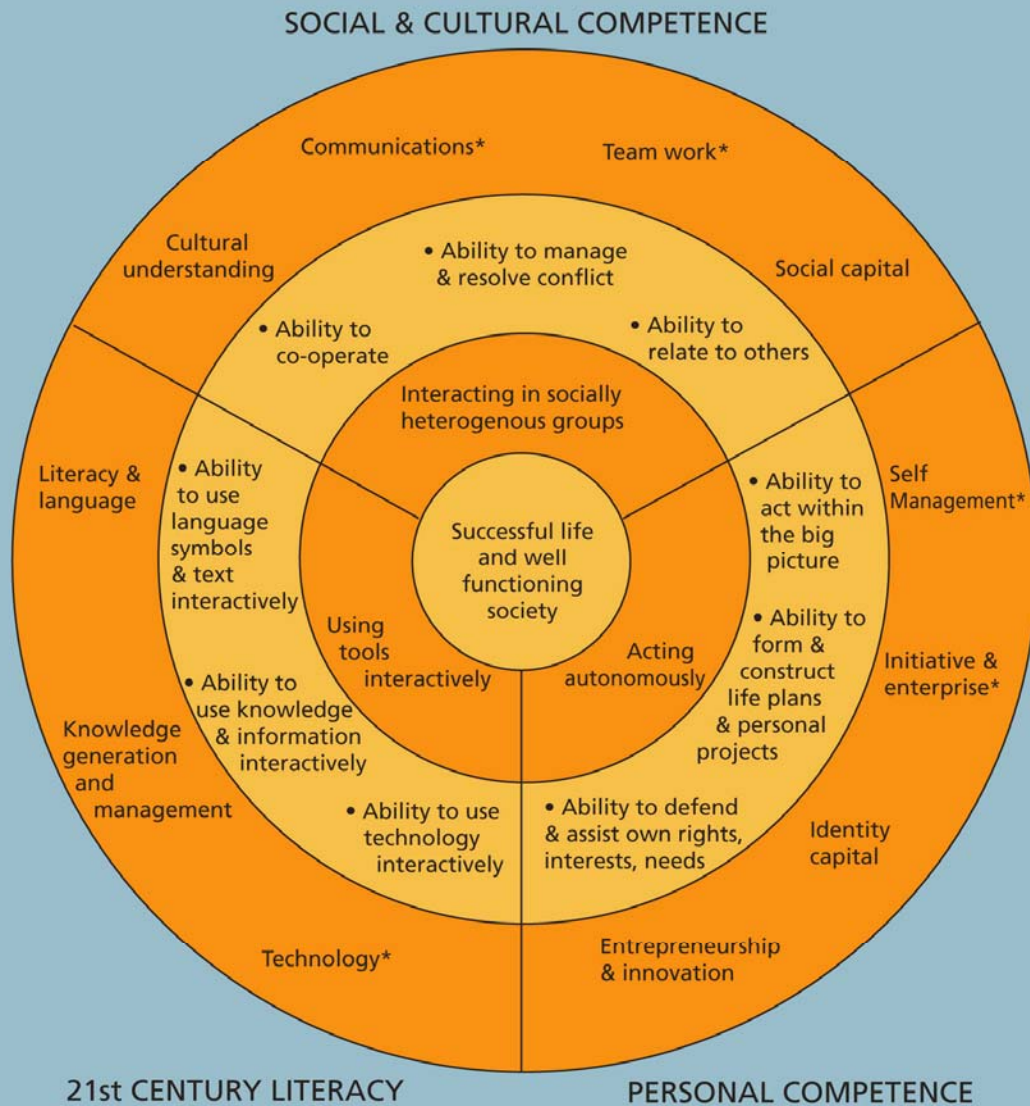 SOCIAL & CULTURAL COMPETENCE
Communications*
Team work*
Cultural
understanding
Social capital
• Ability to manage
& resolve conflict
• Ability to
co-operate
• Ability to
relate to others
Interacting in socially
heterogenous groups
Literacy &
language
• Ability
to use
language
symbols
& text
interactively
Successful life
and well
functioning
society
• Ability to
act within
the big
picture
Self
Management*
Using
tools
interactively
Acting
autonomously
• Ability to
form &
construct
life plans
& personal
projects
Initiative &
enterprise*
• Ability to
use knowledge
& information
interactively
Knowledge
generation
and
management
• Ability to use
technology
interactively
• Ability to defend
& assist own rights,
interests, needs
Identity
capital
Technology*
Entrepreneurship
& innovation
21st CENTURY LITERACY
PERSONAL COMPETENCE